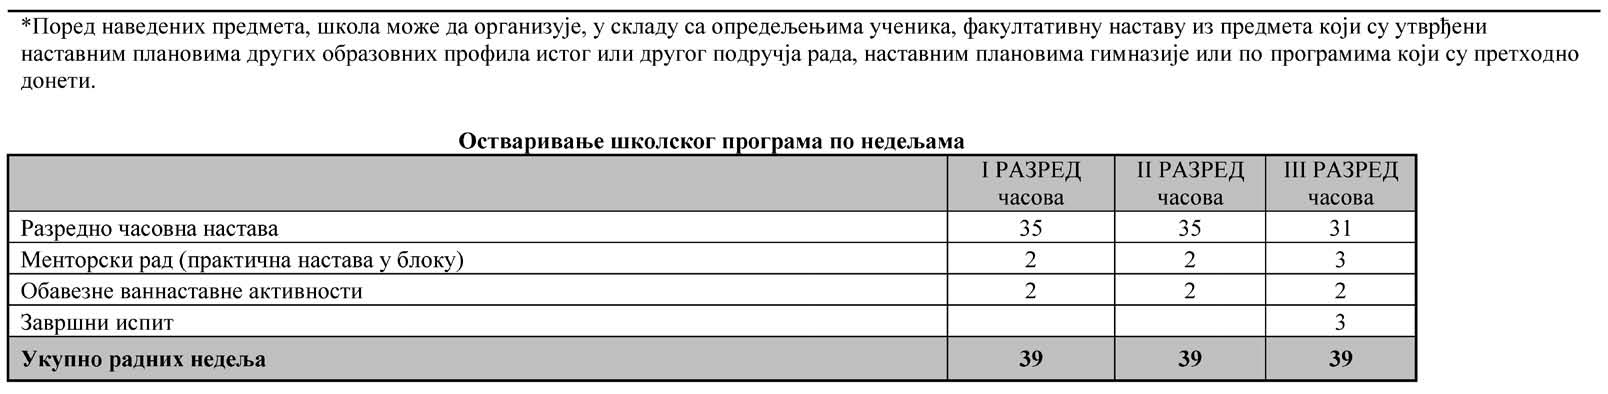 *Поред наведених предмета, школа може да организује, у складу са опредељењима ученика, факултативну наставу из предмета који су утврђени
наставним плановима других образовних профила истог или другог подручја рада, наставним плановима гимназије или по програмима који су претходно
донети.
Остваривање школског програма по недељама
I РАЗРЕД часова II РАЗРЕД часова III РАЗРЕД часова
Разредно часовна настава 35 35 31
Менторски рад (практична настава у блоку) 2 2 3
Обавезне ваннаставне активности 2 2 2
Завршни испит 3
Укупно радних недеља 39 39 39